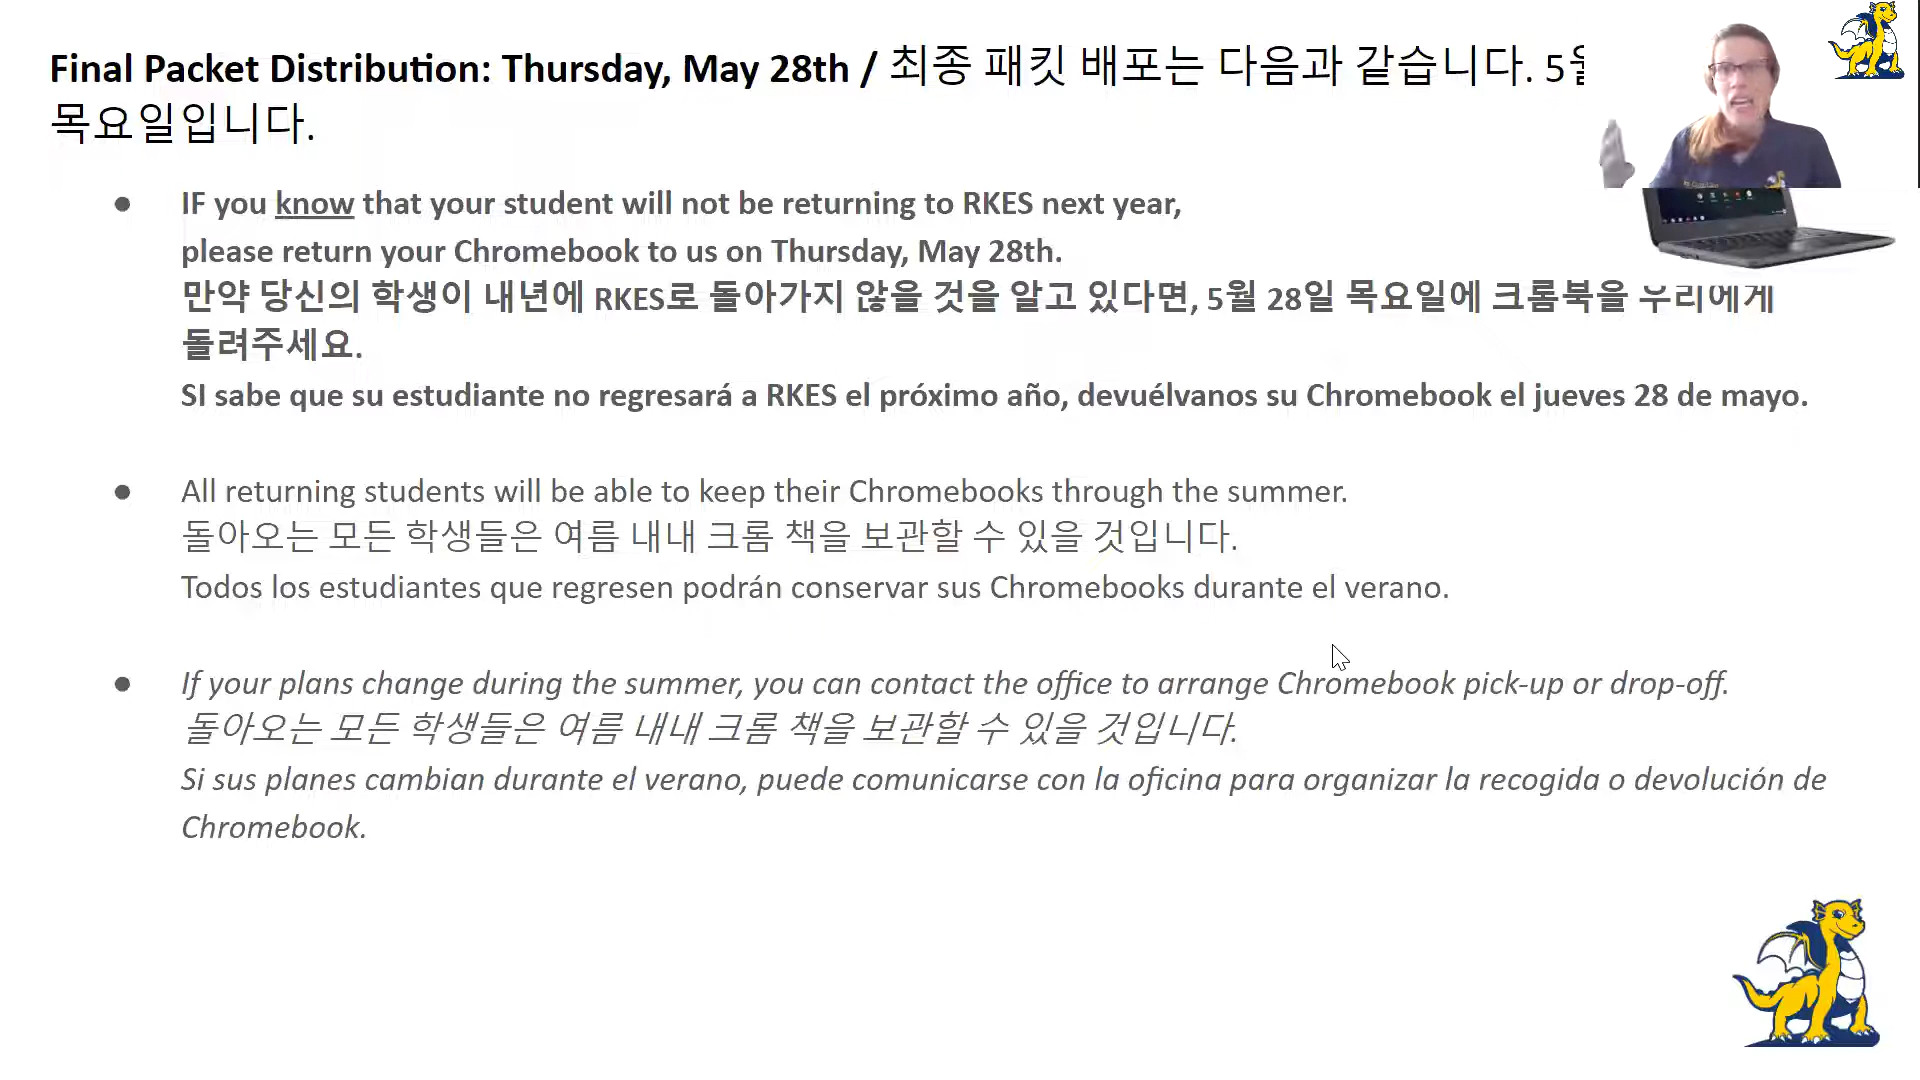 Final Packet Distribution: Thursday, May 28th / 최종 패킷 배포는 다음과 같습니다. 5월
목요일입니다.
● IF you know that your student will not be returning to RKES next year,
please return your Chromebook to us on Thursday, May 28th.
만약 당신의 학생이 내년에 RKES로 돌아가지 않을 것을 알고 있다면, 5월 28일 목요일에 크롬북을 우리에게
돌려주세요.
SI sabe que su estudiante no regresará a RKES el próximo año, devuélvanos su Chromebook el jueves 28 de mayo.
● All returning students will be able to keep their Chromebooks through the summer.
돌아오는 모든 학생들은 여름 내내 크롬 책을 보관할 수 있을 것입니다.
Todos los estudiantes que regresen podrán conservar sus Chromebooks durante el verano.
● If your plans change during the summer, you can contact the office to arrange Chromebook pick-up or drop-off.
돌아오는 모든 학생들은 여름 내내 크롬 책을 보관할 수 있을 것입니다.
Si sus planes cambian durante el verano, puede comunicarse con la oficina para organizar la recogida o devolución de
Chromebook.